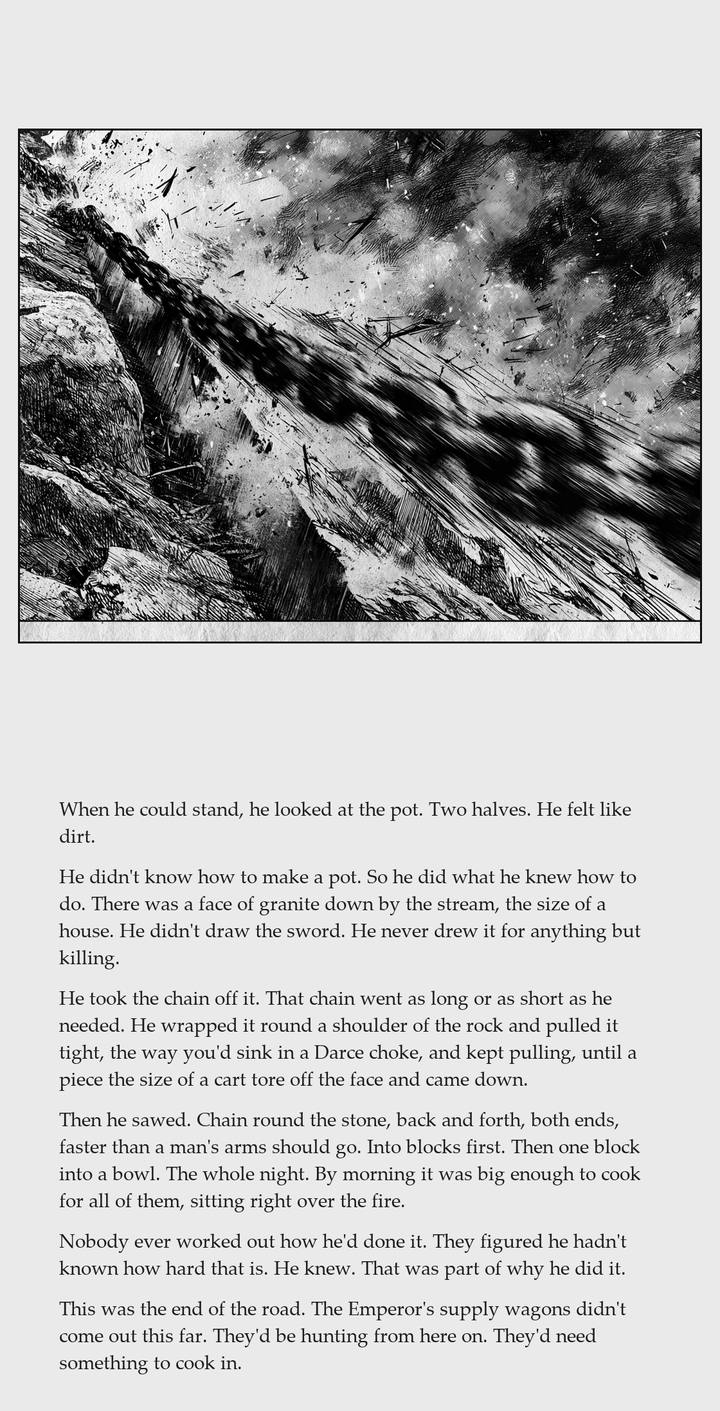 When he could stand, he looked at the pot. Two halves. He felt like
dirt.
He didn't know how to make a pot. So he did what he knew how to
do. There was a face of granite down by the stream, the size of a
house. He didn't draw the sword. He never drew it for anything but
killing.
He took the chain off it. That chain went as long or as short as he
needed. He wrapped it round a shoulder of the rock and pulled it
tight, the way you'd sink in a Darce choke, and kept pulling, until a
piece the size of a cart tore off the face and came down.
Then he sawed. Chain round the stone, back and forth, both ends,
faster than a man's arms should go. Into blocks first. Then one block
into a bowl. The whole night. By morning it was big enough to cook
for all of them, sitting right over the fire.
Nobody ever worked out how he'd done it. They figured he hadn't
known how hard that is. He knew. That was part of why he did it.
This was the end of the road. The Emperor's supply wagons didn't
come out this far. They'd be hunting from here on. They'd need
something to cook in.